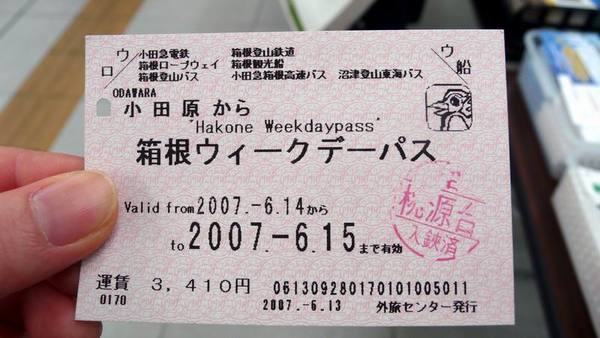 ウ 小田急電鉄 箱根登山鉄道 ウ
ロ 箱根ロープウェイ 箱根観光船 船
箱根登山バス 小田急箱根高速バス 沼津登山東海バス
ODAWARA
小田原から
"Hakone Weekdaypass"
箱根ウィークデーパス
Valid from 2007.-6.14から
to 2007.-6.15まで有効
桃源台
入鋏済
運賃 3,410円 061309280170101005011
0170 2007.-6.13 外旅センター発行